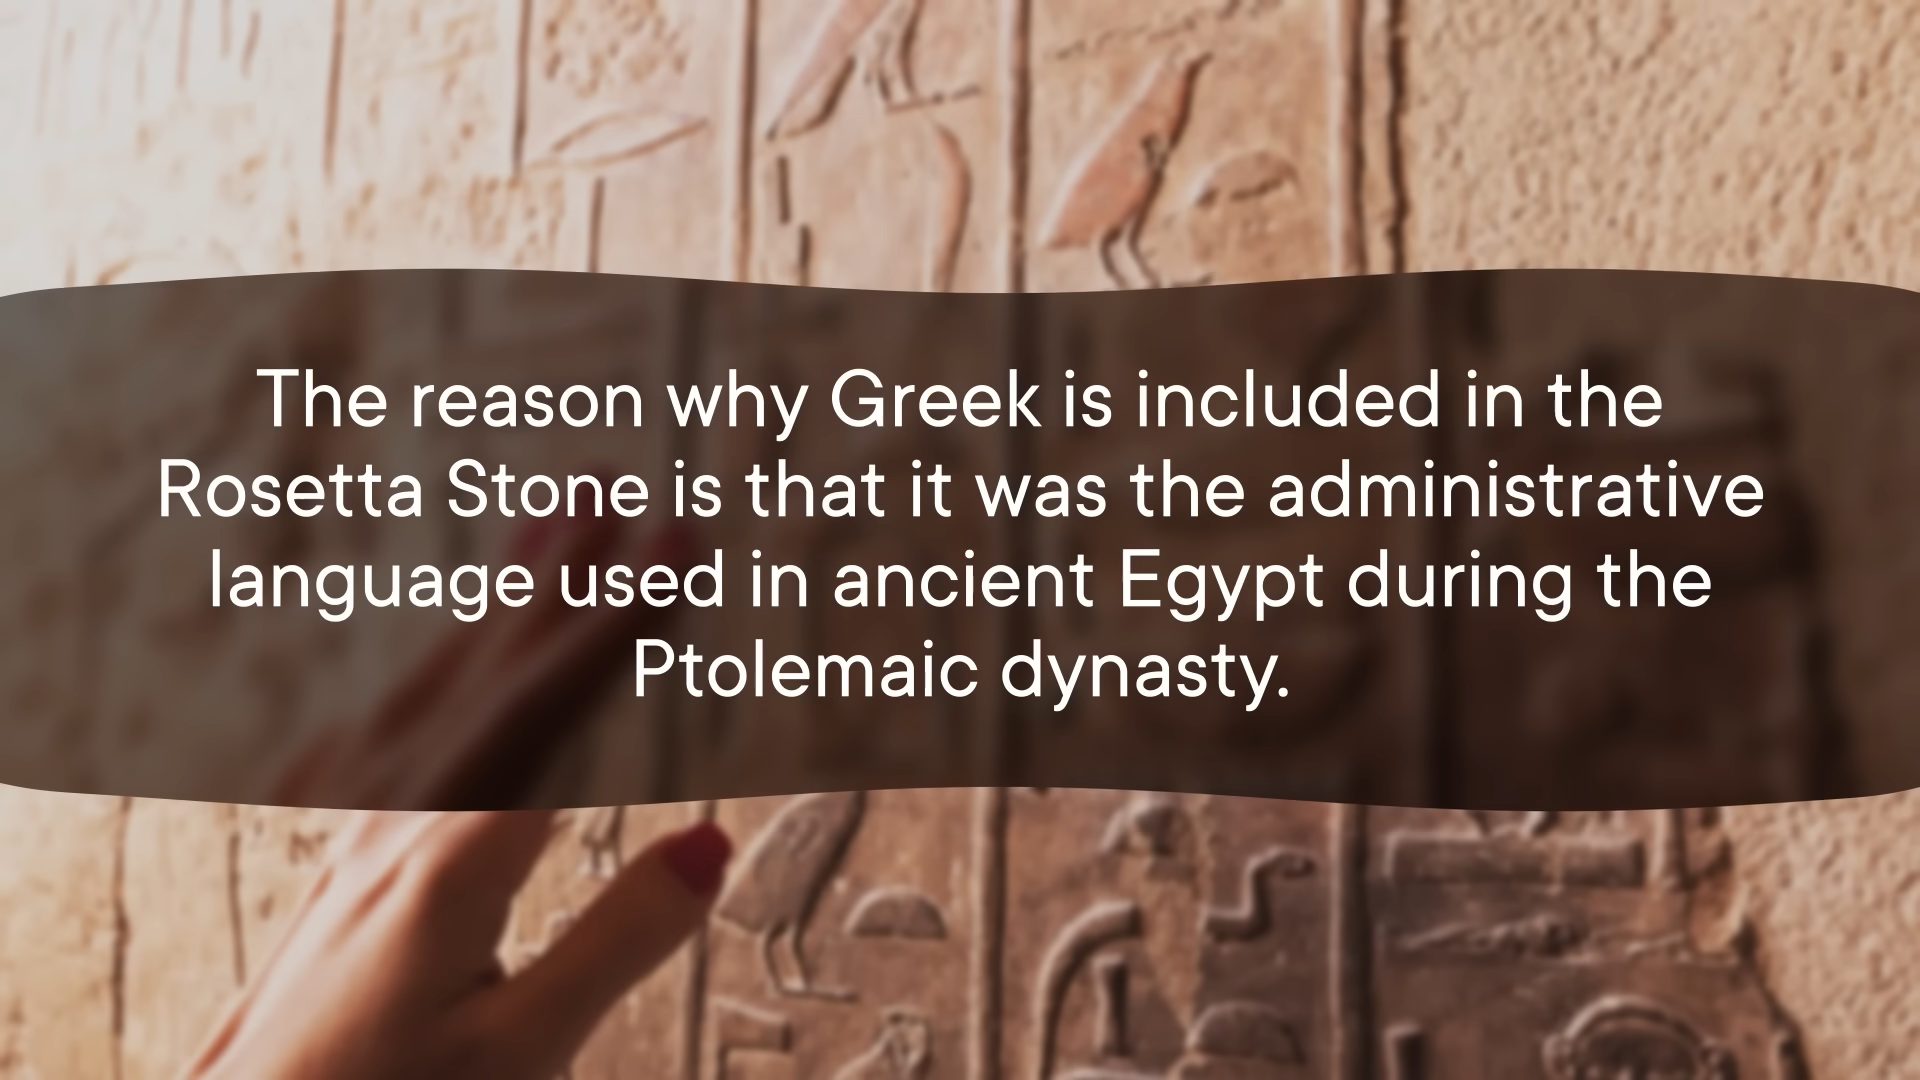 The reason why Greek is included in the
Rosetta Stone is that it was the administrative
language used in ancient Egypt during the
Ptolemaic dynasty.